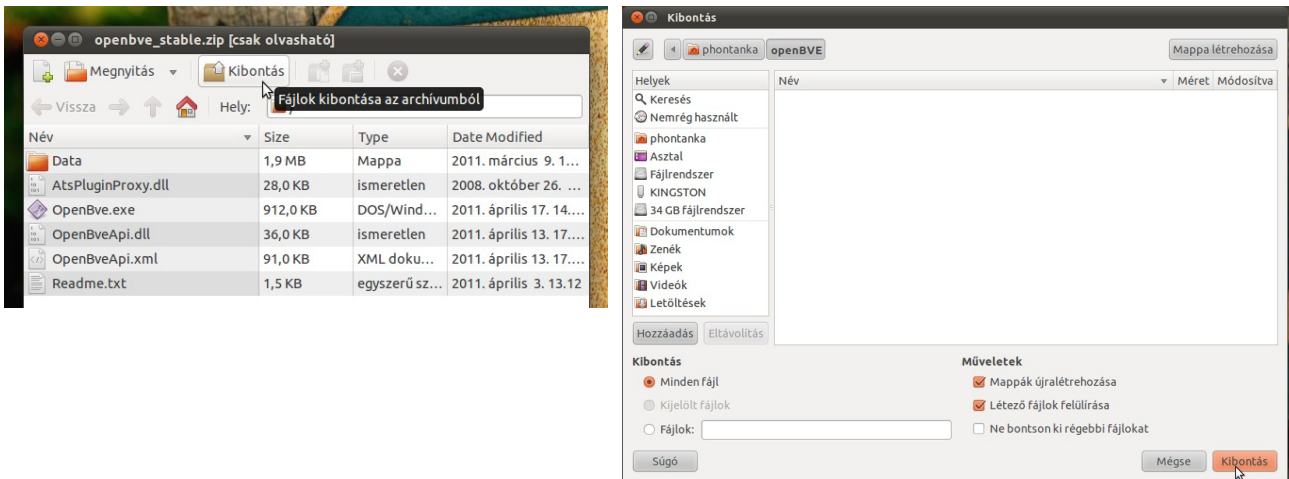 openbve_stable.zip [csak olvasható]
Megnyitás Kibontás
Fájlok kibontása az archívumból
Vissza Hely:
Név Size Type Date Modified
Data 1,9 MB Mappa 2011. március 9. 1...
AtsPluginProxy.dll 28,0 KB ismeretlen 2008. október 26. ...
OpenBve.exe 912,0 KB DOS/Wind... 2011. április 17. 14....
OpenBveApi.dll 36,0 KB ismeretlen 2011. április 13. 17....
OpenBveApi.xml 91,0 KB XML doku... 2011. április 13. 17....
Readme.txt 1,5 KB egyszerű sz... 2011. április 3. 13.12
Kibontás
phontanka openBVE Mappa létrehozása
Helyek Név Méret Módosítva
Keresés
Nemrég használt
phontanka
Asztal
Fájlrendszer
KINGSTON
34 GB fájlrendszer
Dokumentumok
Zenék
Képek
Videók
Letöltések
Hozzáadás Eltávolítás
Kibontás Műveletek
Minden fájl Mappák újralétrehozása
Kijelölt fájlok Létező fájlok felülírása
Fájlok: Ne bontson ki régebbi fájlokat
Súgó Mégse Kibontás